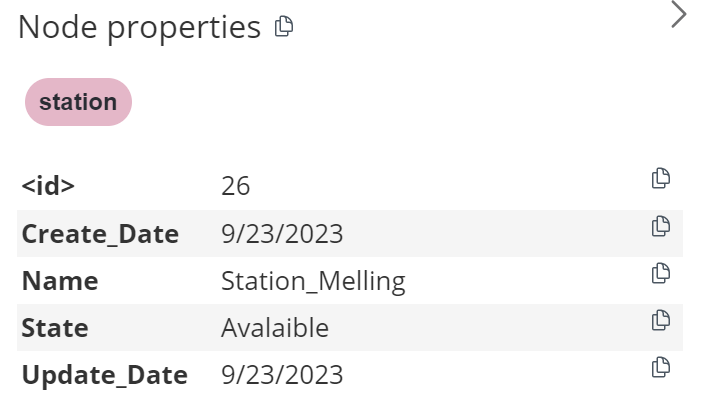 Node properties
station
<id> 26
Create_Date 9/23/2023
Name Station_Melling
State Avalaible
Update_Date 9/23/2023